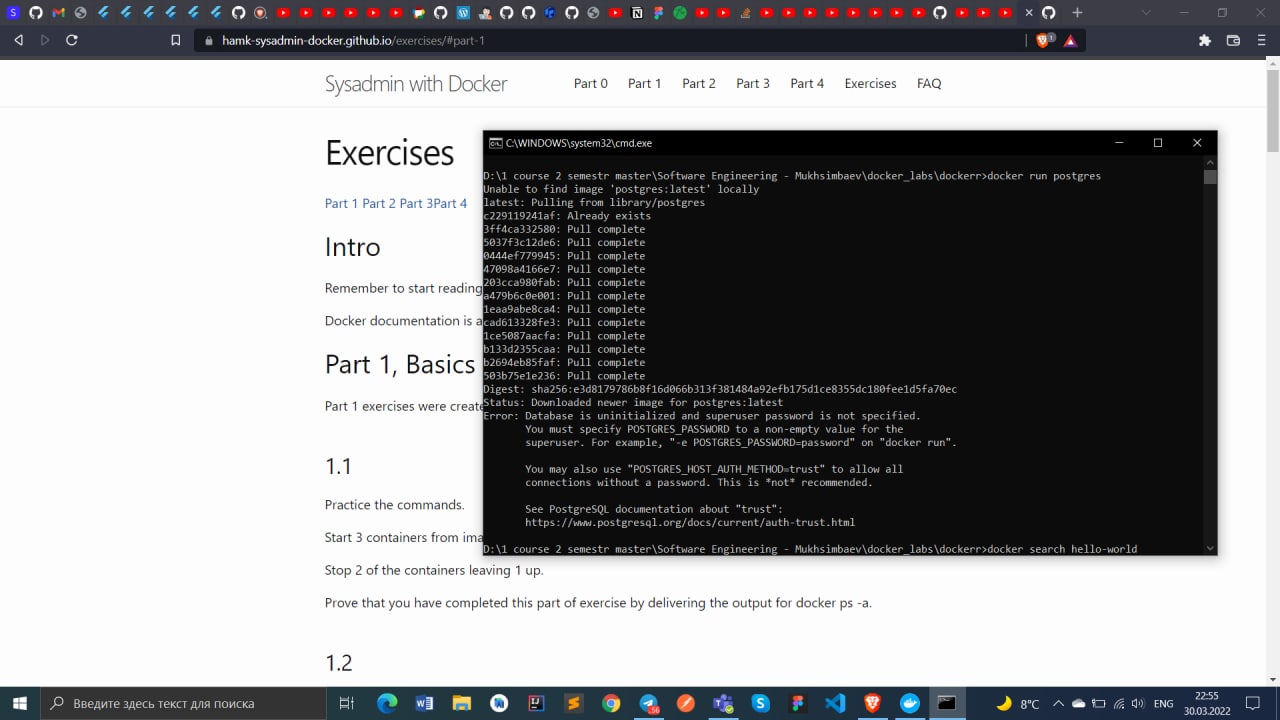 hamk-sysadmin-docker.github.io/exercises/#part-1
Sysadmin with Docker
Part 0 Part 1 Part 2 Part 3 Part 4 Exercises FAQ
Exercises
Part 1 Part 2 Part 3Part 4
Intro
Remember to start reading
Docker documentation is a
Part 1, Basics
Part 1 exercises were create
1.1
Practice the commands.
Start 3 containers from ima
Stop 2 of the containers leaving 1 up.
Prove that you have completed this part of exercise by delivering the output for docker ps -a.
1.2
C:\WINDOWS\system32\cmd.exe
D:\1 course 2 semestr master\Software Engineering - Mukhsimbaev\docker_labs\dockerr>docker run postgres
Unable to find image 'postgres:latest' locally
latest: Pulling from library/postgres
c229119241af: Already exists
3ff4ca332580: Pull complete
5037f3c12de6: Pull complete
0444ef779945: Pull complete
47098a4166e7: Pull complete
203cca980fab: Pull complete
a479b6c0e001: Pull complete
1eaa9abe8ca4: Pull complete
cad613328fe3: Pull complete
1ce5087aacfa: Pull complete
b133d2355caa: Pull complete
b2694eb85faf: Pull complete
503b75e1e236: Pull complete
Digest: sha256:e3d8179786b8f16d066b313f381484a92efb175d1ce8355dc180fee1d5fa70ec
Status: Downloaded newer image for postgres:latest
Error: Database is uninitialized and superuser password is not specified.
You must specify POSTGRES_PASSWORD to a non-empty value for the
superuser. For example, "-e POSTGRES_PASSWORD=password" on "docker run".
You may also use "POSTGRES_HOST_AUTH_METHOD=trust" to allow all
connections without a password. This is *not* recommended.
See PostgreSQL documentation about "trust":
https://www.postgresql.org/docs/current/auth-trust.html
D:\1 course 2 semestr master\Software Engineering - Mukhsimbaev\docker_labs\dockerr>docker search hello-world
Введите здесь текст для поиска
8°C
ENG
22:55
30.03.2022